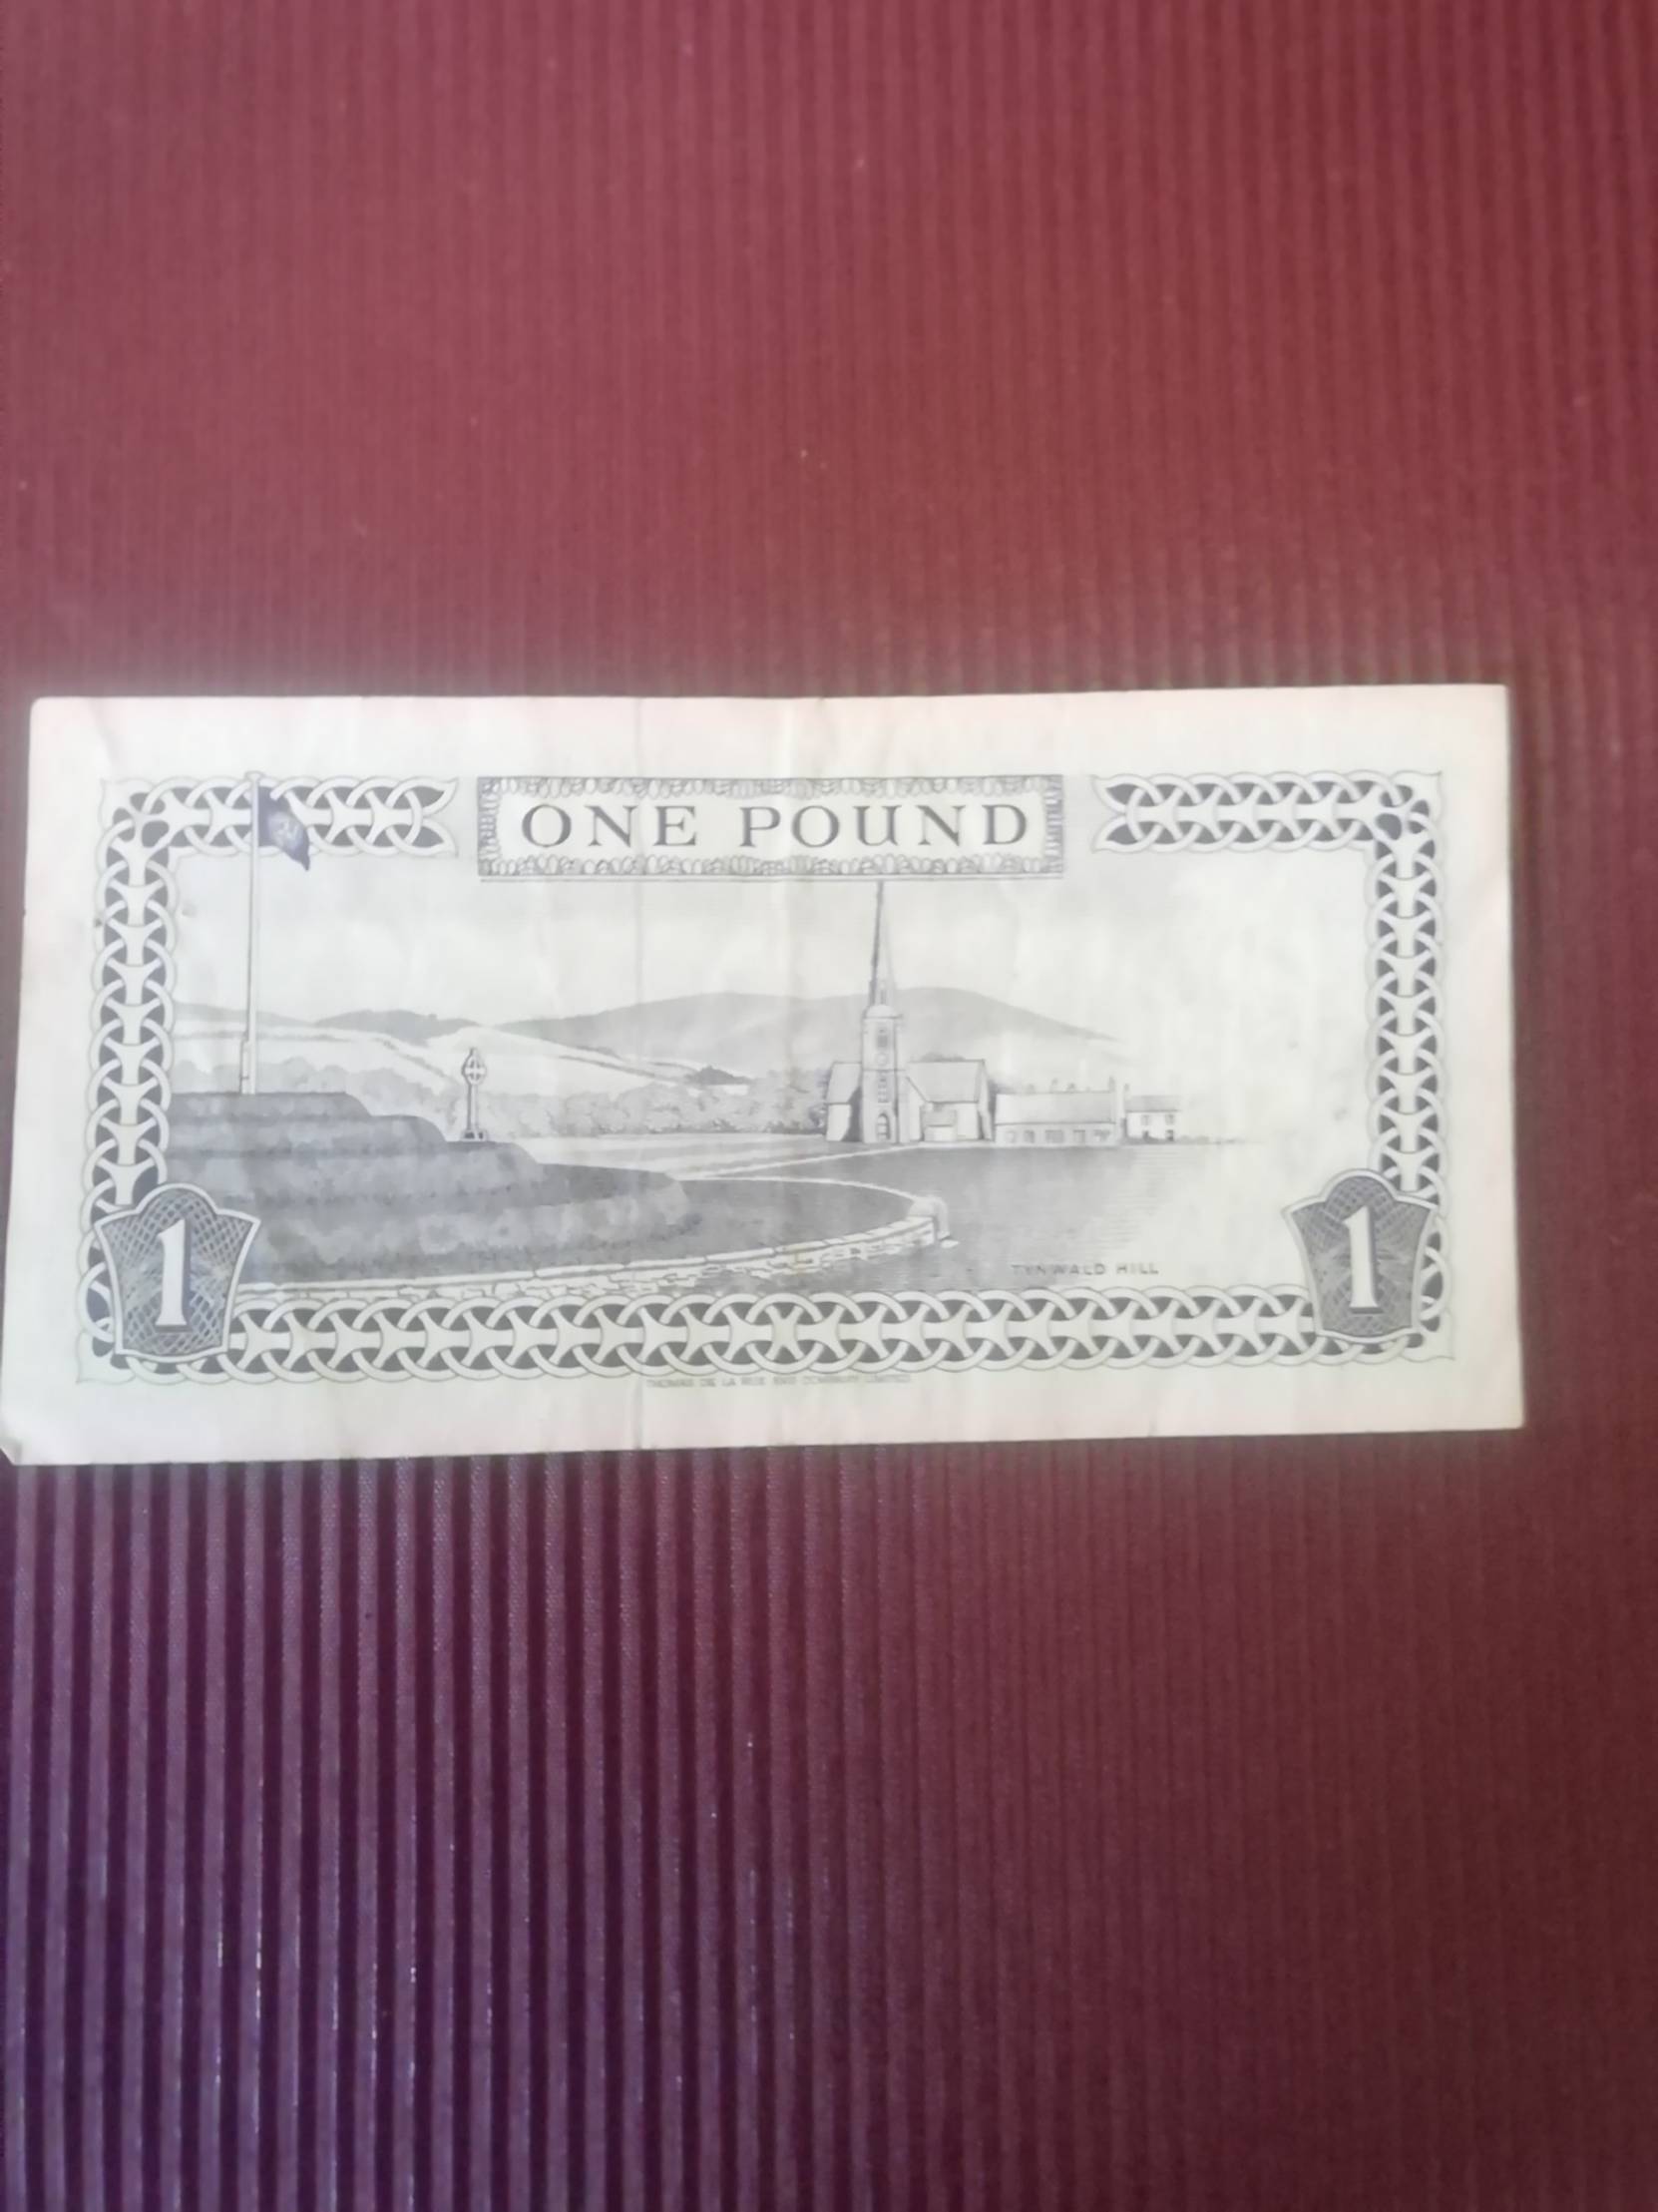 ONE POUND
TYNWALD HILL
1 1
THOMAS DE LA RUE AND COMPANY LIMITED